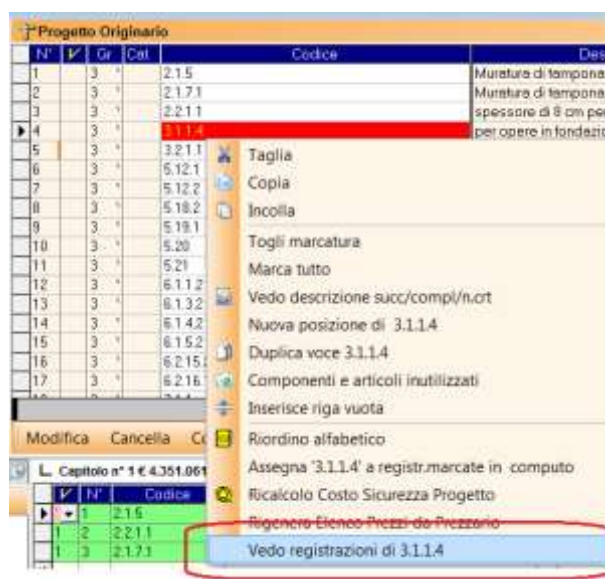 Progetto Originario
N° V Gr Cat Codice Des
1 3 * 2.1.5 Muratura di tampona
2 3 * 2.1.7.1 Muratura di tampona
3 3 * 2.2.1.1 spessore di 8 cm per
4 3 * 3.1.1.4 per opere in fondazio
5 3 * 3.2.1.1
6 3 * 5.12.1
7 3 * 5.12.2
8 3 * 5.18.2
9 3 * 5.19.1
10 3 * 5.20
11 3 * 5.21
12 3 * 6.1.1.2
13 3 * 6.1.3.2
14 3 * 6.1.4.2
15 3 * 6.1.5.2
16 3 * 6.2.15.
17 3 * 6.2.16.
Taglia
Copia
Incolla
Togli marcatura
Marca tutto
Vedo descrizione succ/compl/n.crt
Nuova posizione di 3.1.1.4
Duplica voce 3.1.1.4
Componenti e articoli inutilizzati
Inserisce riga vuota
Riordino alfabetico
Assegna '3.1.1.4' a registr.marcate in computo
Ricalcolo Costo Sicurezza Progetto
Rigenera Elenco Prezzi da Prezzario
Vedo registrazioni di 3.1.1.4
Modifica Cancella Co
Capitolo n° 1 € 4.351.061
V N° Codice
1 2.1.5
1 2 2.2.1.1
1 3 2.1.7.1